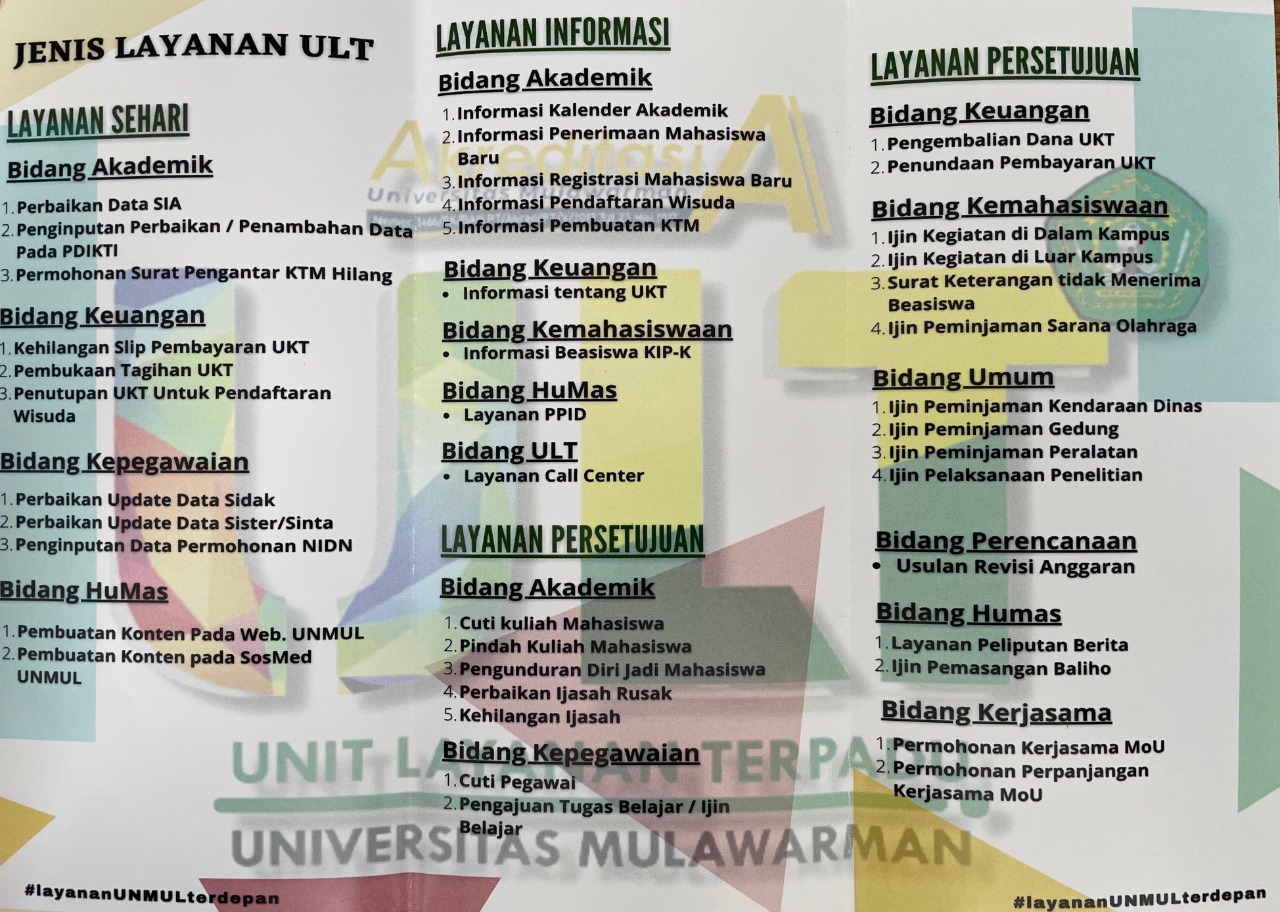 JENIS LAYANAN ULT
LAYANAN SEHARI
Bidang Akademik
1. Perbaikan Data SIA
2. Penginputan Perbaikan / Penambahan Data
Pada PDIKTI
3. Permohonan Surat Pengantar KTM Hilang
Bidang Keuangan
1. Kehilangan Slip Pembayaran UKT
2. Pembukaan Tagihan UKT
3. Penutupan UKT Untuk Pendaftaran
Wisuda
Bidang Kepegawaian
1. Perbaikan Update Data Sidak
2. Perbaikan Update Data Sister/Sinta
3. Penginputan Data Permohonan NIDN
Bidang HuMas
1. Pembuatan Konten Pada Web. UNMUL
2. Pembuatan Konten pada SosMed
UNMUL
#layananUNMULterdepan
LAYANAN INFORMASI
Bidang Akademik
1. Informasi Kalender Akademik
2. Informasi Penerimaan Mahasiswa
Baru
3. Informasi Registrasi Mahasiswa Baru
4. Informasi Pendaftaran Wisuda
5. Informasi Pembuatan KTM
Bidang Keuangan
• Informasi tentang UKT
Bidang Kemahasiswaan
• Informasi Beasiswa KIP-K
Bidang HuMas
• Layanan PPID
Bidang ULT
• Layanan Call Center
LAYANAN PERSETUJUAN
Bidang Akademik
1. Cuti kuliah Mahasiswa
2. Pindah Kuliah Mahasiswa
3. Pengunduran Diri Jadi Mahasiswa
4. Perbaikan Ijasah Rusak
5. Kehilangan Ijasah
Bidang Kepegawaian
1. Cuti Pegawai
2. Pengajuan Tugas Belajar / Ijin
Belajar
LAYANAN PERSETUJUAN
Bidang Keuangan
1. Pengembalian Dana UKT
2. Penundaan Pembayaran UKT
Bidang Kemahasiswaan
1. Ijin Kegiatan di Dalam Kampus
2. Ijin Kegiatan di Luar Kampus
3. Surat Keterangan tidak Menerima
Beasiswa
4. Ijin Peminjaman Sarana Olahraga
Bidang Umum
1. Ijin Peminjaman Kendaraan Dinas
2. Ijin Peminjaman Gedung
3. Ijin Peminjaman Peralatan
4. Ijin Pelaksanaan Penelitian
Bidang Perencanaan
• Usulan Revisi Anggaran
Bidang Humas
1. Layanan Peliputan Berita
2. Ijin Pemasangan Baliho
Bidang Kerjasama
1. Permohonan Kerjasama MoU
2. Permohonan Perpanjangan
Kerjasama MoU
#layananUNMULterdepan
Akreditasi A
Universitas Mulawarman
ULT
UNIT LAYANAN TERPADU
UNIVERSITAS MULAWARMAN